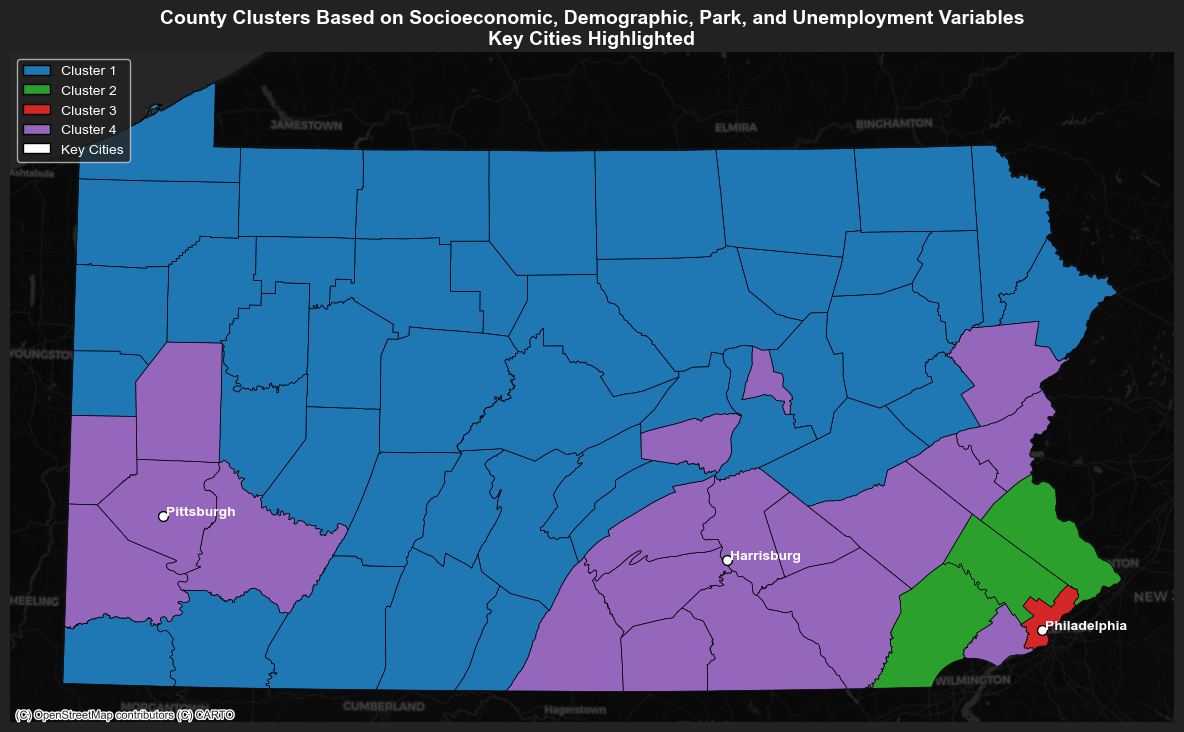 County Clusters Based on Socioeconomic, Demographic, Park, and Unemployment Variables
Key Cities Highlighted
Cluster 1
Cluster 2
Cluster 3
Cluster 4
Key Cities
JAMESTOWN
ELMIRA
BINGHAMTON
Ashtabula
YOUNGSTOW
Pittsburgh
Harrisburg
HEELING
NEW
Philadelphia
WILMINGTON
MORGANTOWN
CUMBERLAND
Hagerstown
(C) OpenStreetMap contributors (C) CARTO